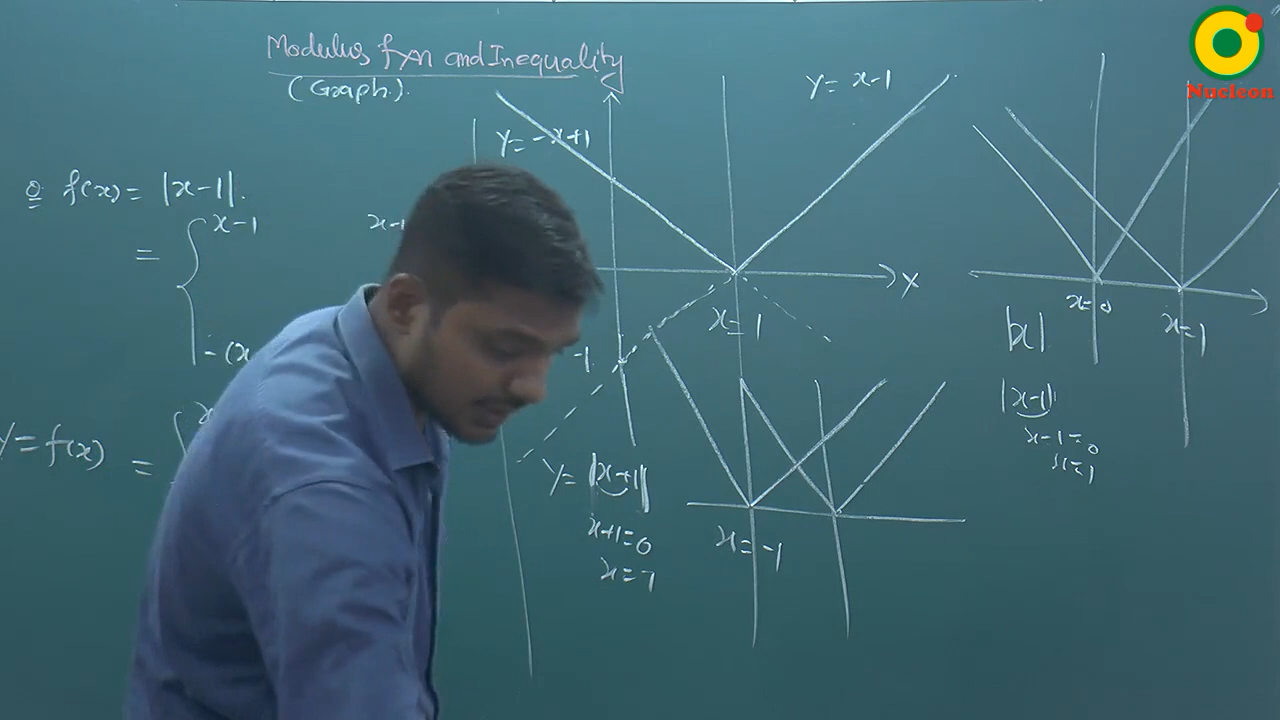 Modulus fxn and Inequality
(Graph).
Q. f(x) = |x-1|.
= { x-1
x-1
-(x
Y = f(x) =
Y = -x+1
y = x-1
X
x = 1
-1
Y = |x+1|
x+1=0
x = -1
x = -1
x=0
x=1
|x|
|x-1|
x-1=0
x=1
Nucleon